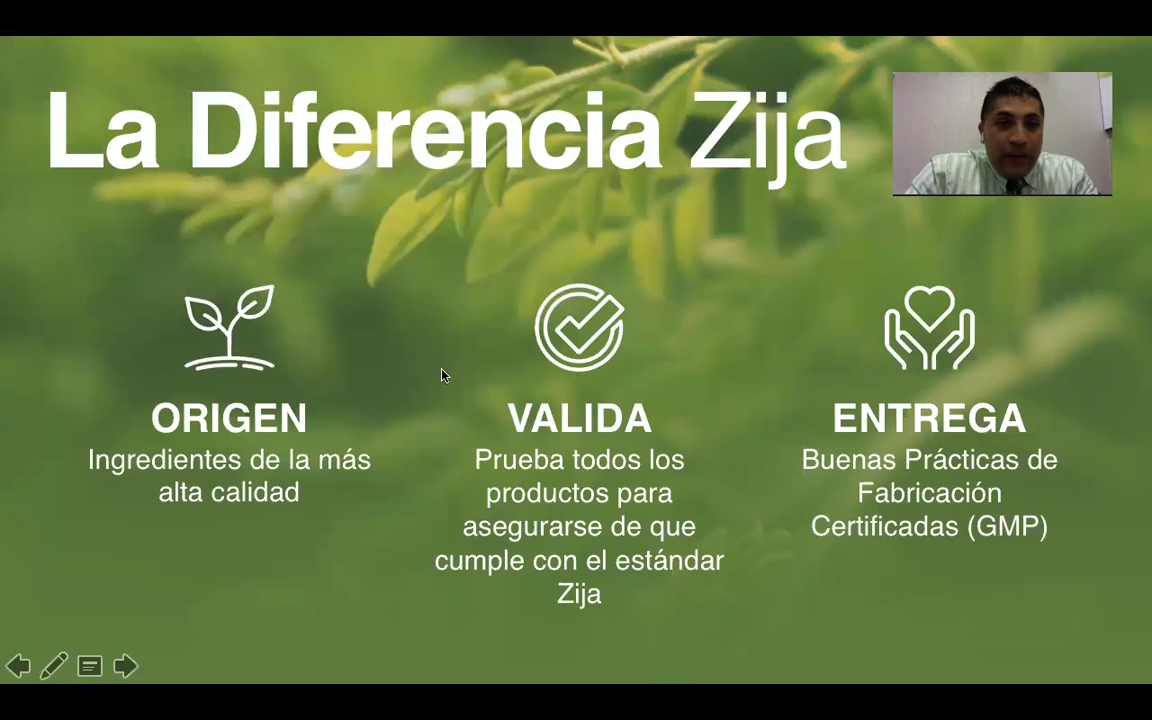 La Diferencia Zija
ORIGEN
Ingredientes de la más
alta calidad
VALIDA
Prueba todos los
productos para
asegurarse de que
cumple con el estándar
Zija
ENTREGA
Buenas Prácticas de
Fabricación
Certificadas (GMP)